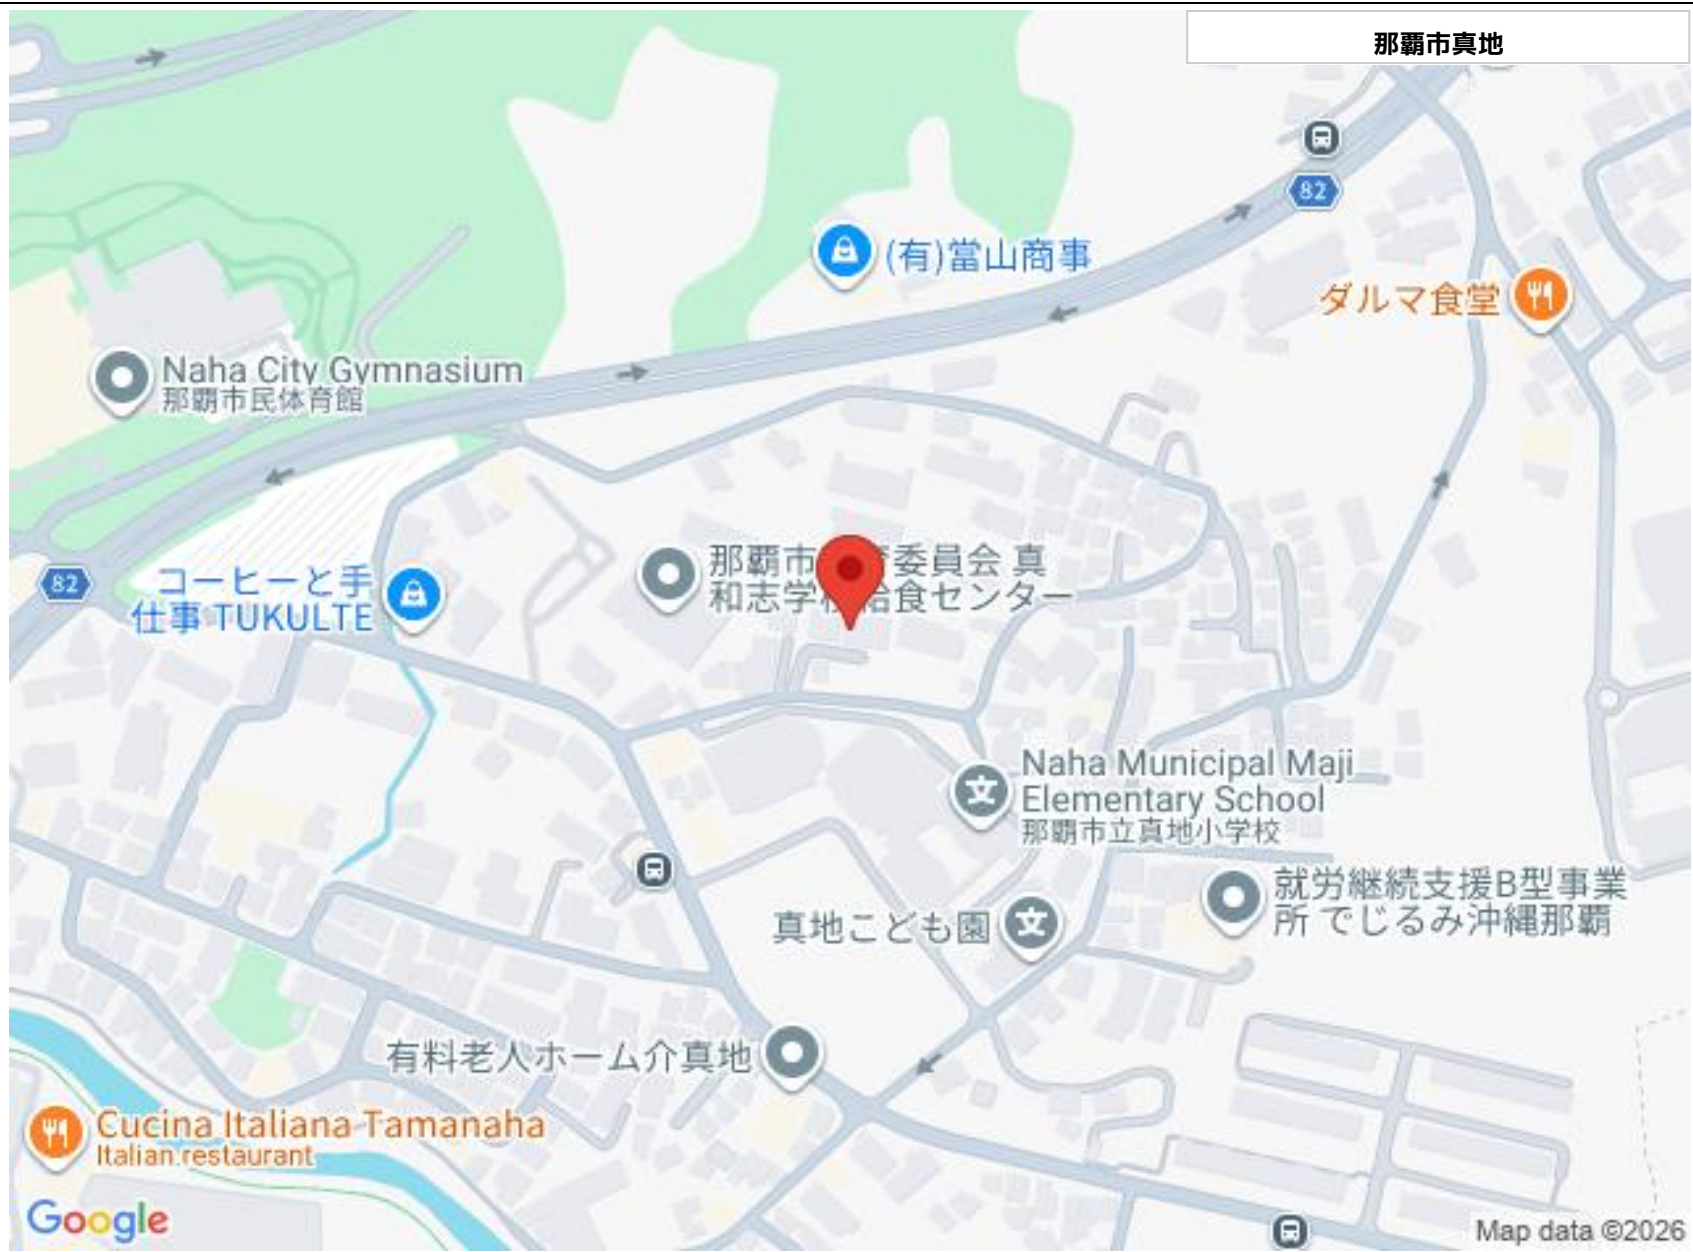 那覇市真地
82
(有)當山商事
ダルマ食堂
Naha City Gymnasium
那覇市民体育館
那覇市 育委員会 真
和志学校給食センター
82
コーヒーと手
仕事 TUKULTE
Naha Municipal Maji
Elementary School
那覇市立真地小学校
就労継続支援B型事業
所 でじるみ沖縄那覇
真地こども園
有料老人ホーム介真地
Cucina Italiana Tamanaha
Italian restaurant
Google
Map data ©2026